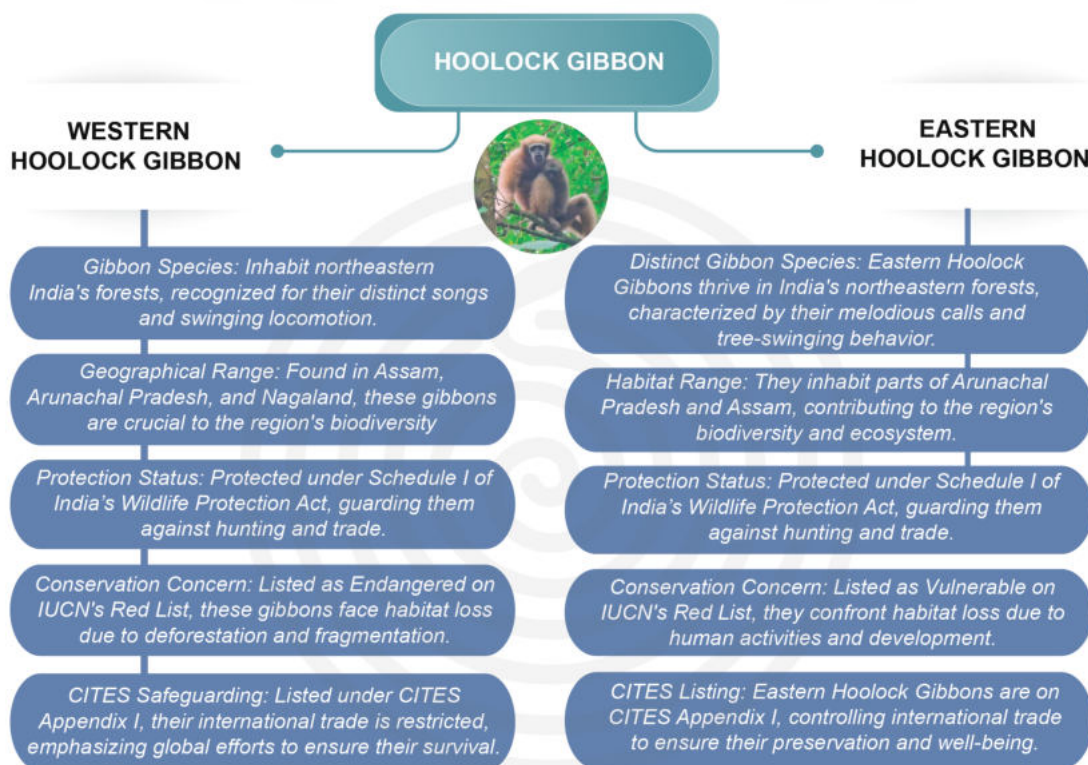 HOOLOCK GIBBON
WESTERN
HOOLOCK GIBBON
Gibbon Species: Inhabit northeastern
India's forests, recognized for their distinct songs
and swinging locomotion.
Geographical Range: Found in Assam,
Arunachal Pradesh, and Nagaland, these gibbons
are crucial to the region's biodiversity
Protection Status: Protected under Schedule I of
India’s Wildlife Protection Act, guarding them
against hunting and trade.
Conservation Concern: Listed as Endangered on
IUCN's Red List, these gibbons face habitat loss
due to deforestation and fragmentation.
CITES Safeguarding: Listed under CITES
Appendix I, their international trade is restricted,
emphasizing global efforts to ensure their survival.
EASTERN
HOOLOCK GIBBON
Distinct Gibbon Species: Eastern Hoolock
Gibbons thrive in India's northeastern forests,
characterized by their melodious calls and
tree-swinging behavior.
Habitat Range: They inhabit parts of Arunachal
Pradesh and Assam, contributing to the region's
biodiversity and ecosystem.
Protection Status: Protected under Schedule I of
India’s Wildlife Protection Act, guarding them
against hunting and trade.
Conservation Concern: Listed as Vulnerable on
IUCN's Red List, they confront habitat loss due to
human activities and development.
CITES Listing: Eastern Hoolock Gibbons are on
CITES Appendix I, controlling international trade
to ensure their preservation and well-being.